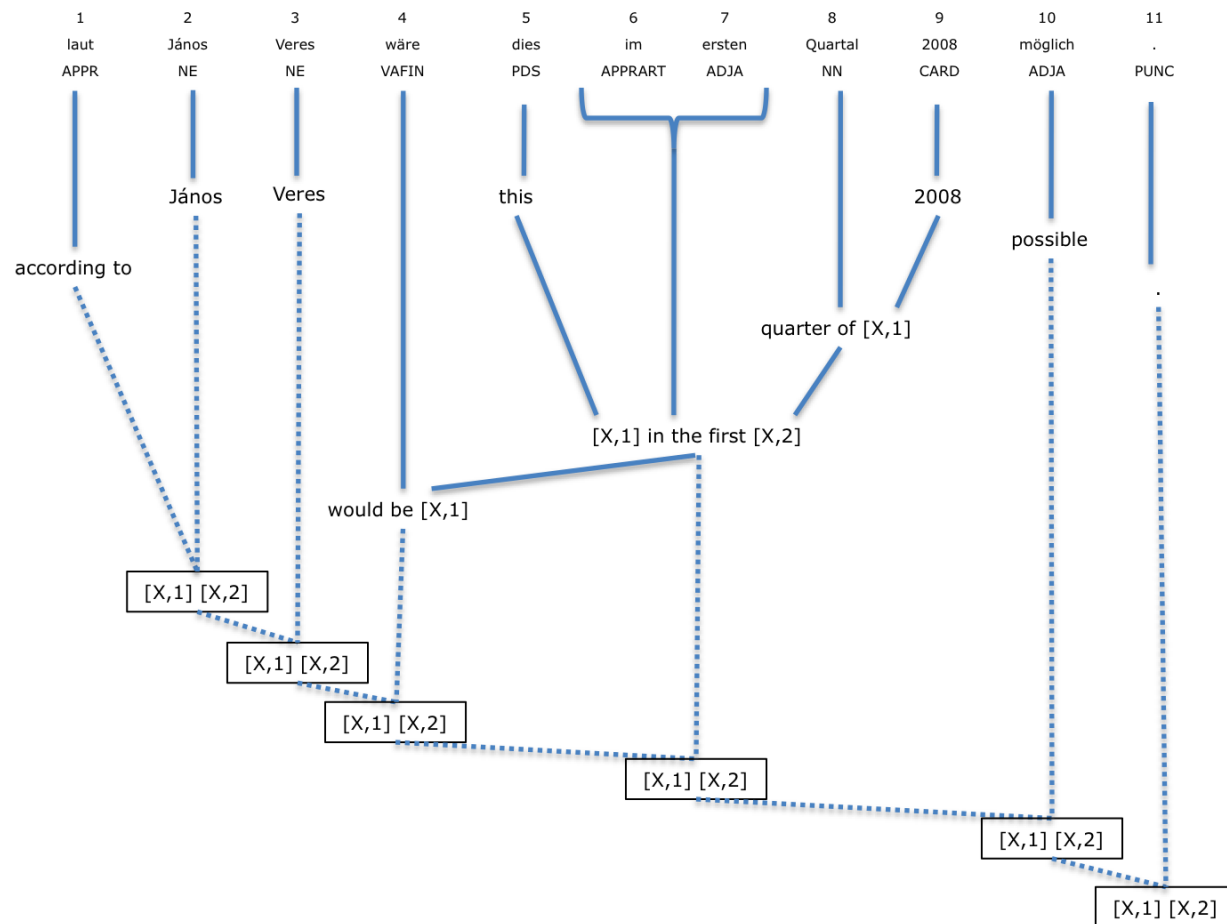 1 2 3 4 5 6 7 8 9 10 11
laut János Veres wäre dies im ersten Quartal 2008 möglich .
APPR NE NE VAFIN PDS APPRART ADJA NN CARD ADJA PUNC
János Veres this 2008
possible
according to
.
quarter of [X,1]
[X,1] in the first [X,2]
would be [X,1]
[X,1] [X,2]
[X,1] [X,2]
[X,1] [X,2]
[X,1] [X,2]
[X,1] [X,2]
[X,1] [X,2]